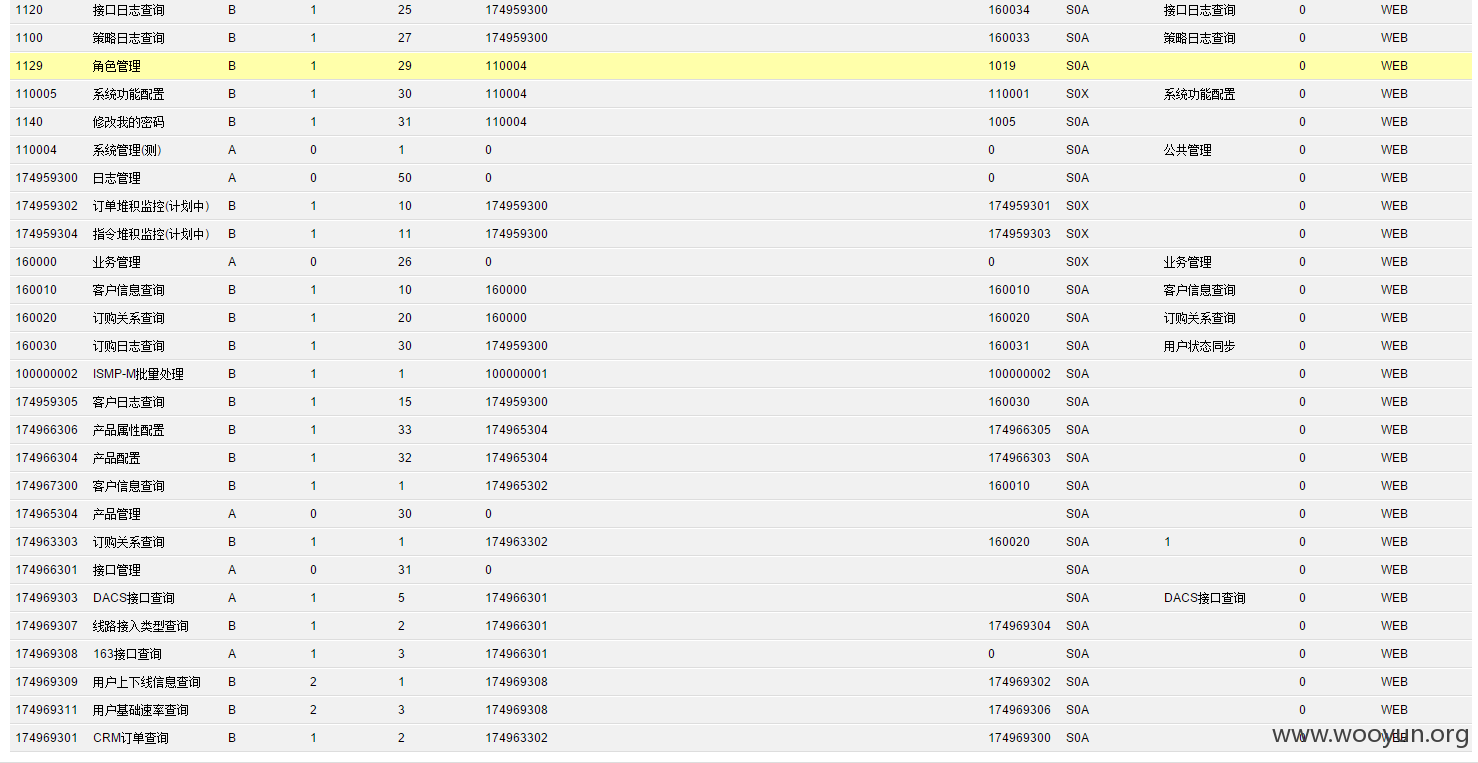 1120 接口日志查询 B 1 25 174959300 160034 S0A 接口日志查询 0 WEB
1100 策略日志查询 B 1 27 174959300 160033 S0A 策略日志查询 0 WEB
1129 角色管理 B 1 29 110004 1019 S0A 0 WEB
110005 系统功能配置 B 1 30 110004 110001 S0X 系统功能配置 0 WEB
1140 修改我的密码 B 1 31 110004 1005 S0A 0 WEB
110004 系统管理(测) A 0 1 0 0 S0A 公共管理 0 WEB
174959300 日志管理 A 0 50 0 0 S0A 0 WEB
174959302 订单堆积监控(计划中) B 1 10 174959300 174959301 S0X 0 WEB
174959304 指令堆积监控(计划中) B 1 11 174959300 174959303 S0X 0 WEB
160000 业务管理 A 0 26 0 0 S0X 业务管理 0 WEB
160010 客户信息查询 B 1 10 160000 160010 S0A 客户信息查询 0 WEB
160020 订购关系查询 B 1 20 160000 160020 S0A 订购关系查询 0 WEB
160030 订购日志查询 B 1 30 174959300 160031 S0A 用户状态同步 0 WEB
100000002 ISMP-M批量处理 B 1 1 100000001 100000002 S0A 0 WEB
174959305 客户日志查询 B 1 15 174959300 160030 S0A 0 WEB
174966306 产品属性配置 B 1 33 174965304 174966305 S0A 0 WEB
174966304 产品配置 B 1 32 174965304 174966303 S0A 0 WEB
174967300 客户信息查询 B 1 1 174965302 160010 S0A 0 WEB
174965304 产品管理 A 0 30 0 S0A 0 WEB
174963303 订购关系查询 B 1 1 174963302 160020 S0A 1 0 WEB
174966301 接口管理 A 0 31 0 S0A 0 WEB
174969303 DACS接口查询 A 1 5 174966301 S0A DACS接口查询 0 WEB
174969307 线路接入类型查询 B 1 2 174966301 174969304 S0A 0 WEB
174969308 163接口查询 A 1 3 174966301 0 S0A 0 WEB
174969309 用户上下线信息查询 B 2 1 174969308 174969302 S0A 0 WEB
174969311 用户基础速率查询 B 2 3 174969308 174969306 S0A 0 WEB
174969301 CRM订单查询 B 1 2 174963302 174969300 S0A 0 WEB
www.wooyun.org